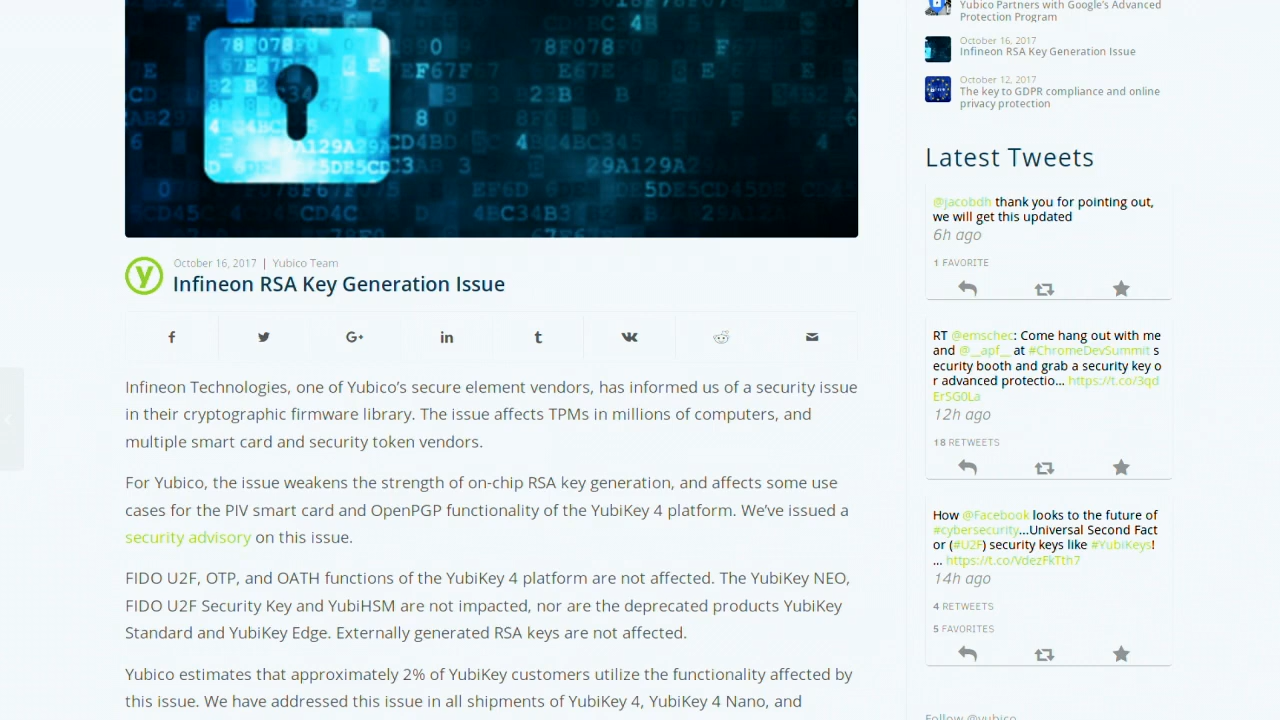 October 16, 2017 | Yubico Team
Infineon RSA Key Generation Issue
Infineon Technologies, one of Yubico’s secure element vendors, has informed us of a security issue
in their cryptographic firmware library. The issue affects TPMs in millions of computers, and
multiple smart card and security token vendors.
For Yubico, the issue weakens the strength of on-chip RSA key generation, and affects some use
cases for the PIV smart card and OpenPGP functionality of the YubiKey 4 platform. We’ve issued a
security advisory on this issue.
FIDO U2F, OTP, and OATH functions of the YubiKey 4 platform are not affected. The YubiKey NEO,
FIDO U2F Security Key and YubiHSM are not impacted, nor are the deprecated products YubiKey
Standard and YubiKey Edge. Externally generated RSA keys are not affected.
Yubico estimates that approximately 2% of YubiKey customers utilize the functionality affected by
this issue. We have addressed this issue in all shipments of YubiKey 4, YubiKey 4 Nano, and
Yubico Partners with Google’s Advanced
Protection Program
October 16, 2017
Infineon RSA Key Generation Issue
October 12, 2017
The key to GDPR compliance and online
privacy protection
Latest Tweets
@jacobdh thank you for pointing out,
we will get this updated
6h ago
1 FAVORITE
RT @emschec: Come hang out with me
and @__apf__ at #ChromeDevSummit s
ecurity booth and grab a security key o
r advanced protectio… https://t.co/3qd
ErSG0La
12h ago
18 RETWEETS
How @Facebook looks to the future of
#cybersecurity...Universal Second Fact
or (#U2F) security keys like #YubiKeys!
… https://t.co/VdezFkTth7
14h ago
4 RETWEETS
5 FAVORITES
Follow @yubico